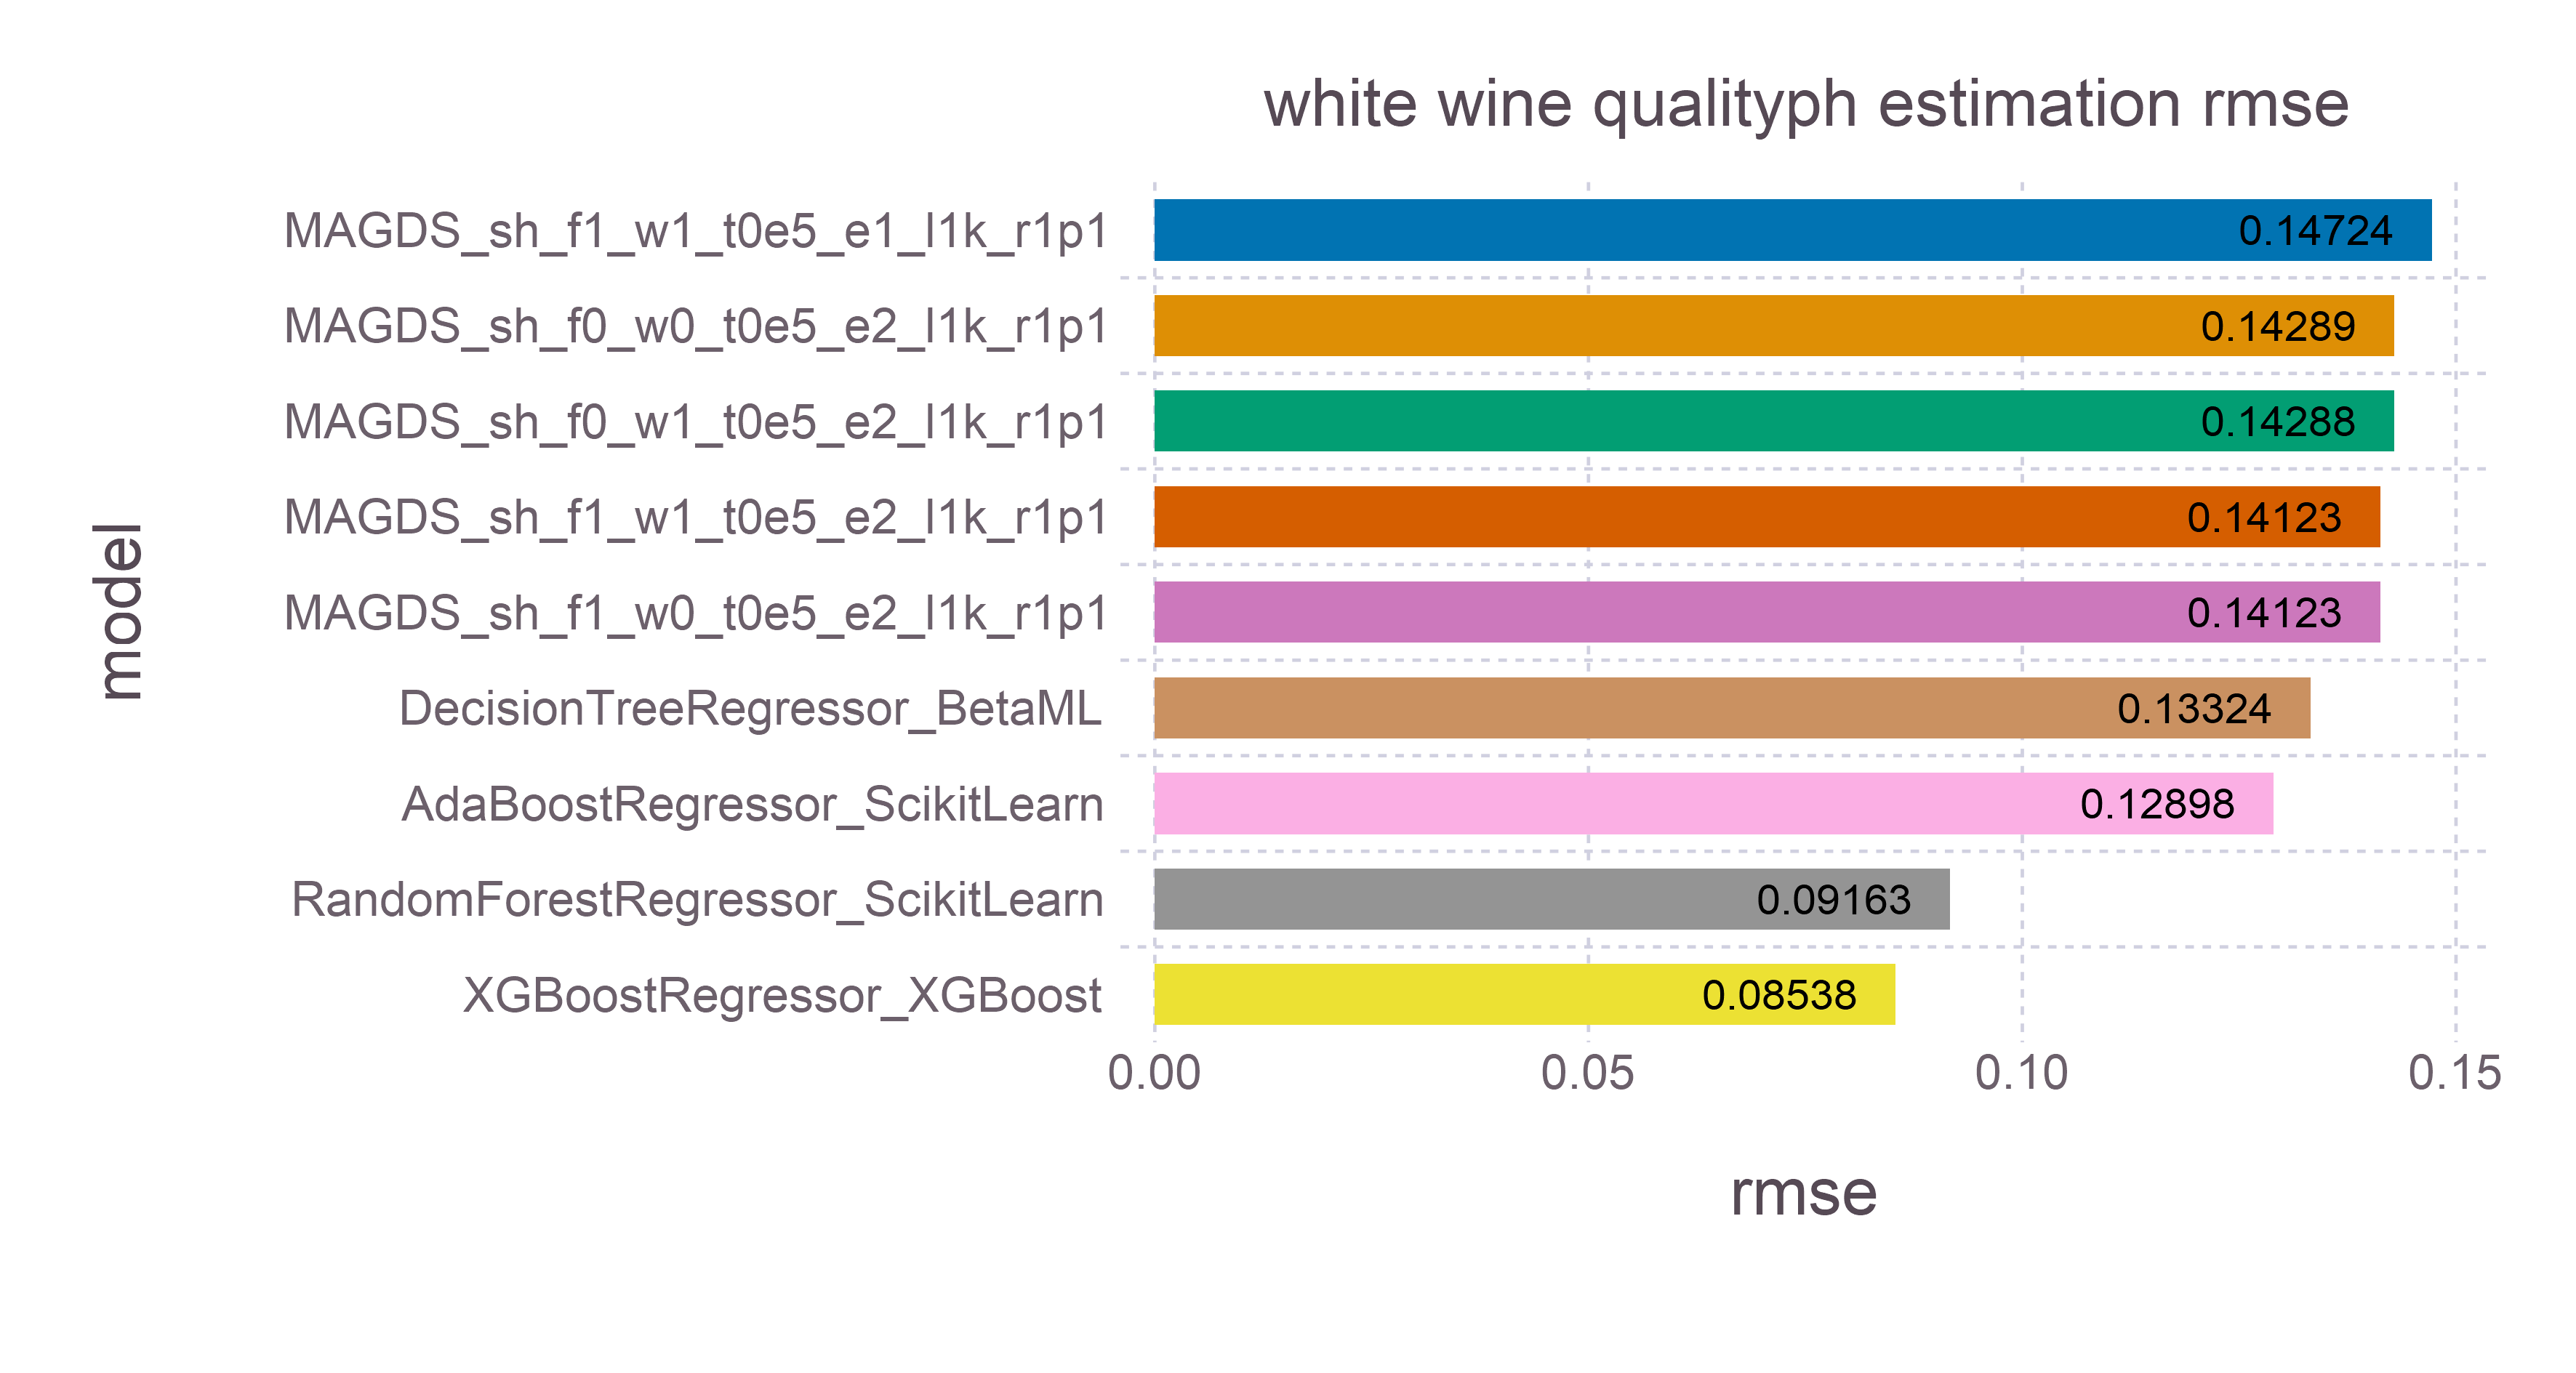 white wine qualityph estimation rmse
model
MAGDS_sh_f1_w1_t0e5_e1_l1k_r1p1 0.14724
MAGDS_sh_f0_w0_t0e5_e2_l1k_r1p1 0.14289
MAGDS_sh_f0_w1_t0e5_e2_l1k_r1p1 0.14288
MAGDS_sh_f1_w1_t0e5_e2_l1k_r1p1 0.14123
MAGDS_sh_f1_w0_t0e5_e2_l1k_r1p1 0.14123
DecisionTreeRegressor_BetaML 0.13324
AdaBoostRegressor_ScikitLearn 0.12898
RandomForestRegressor_ScikitLearn 0.09163
XGBoostRegressor_XGBoost 0.08538
0.00 0.05 0.10 0.15
rmse